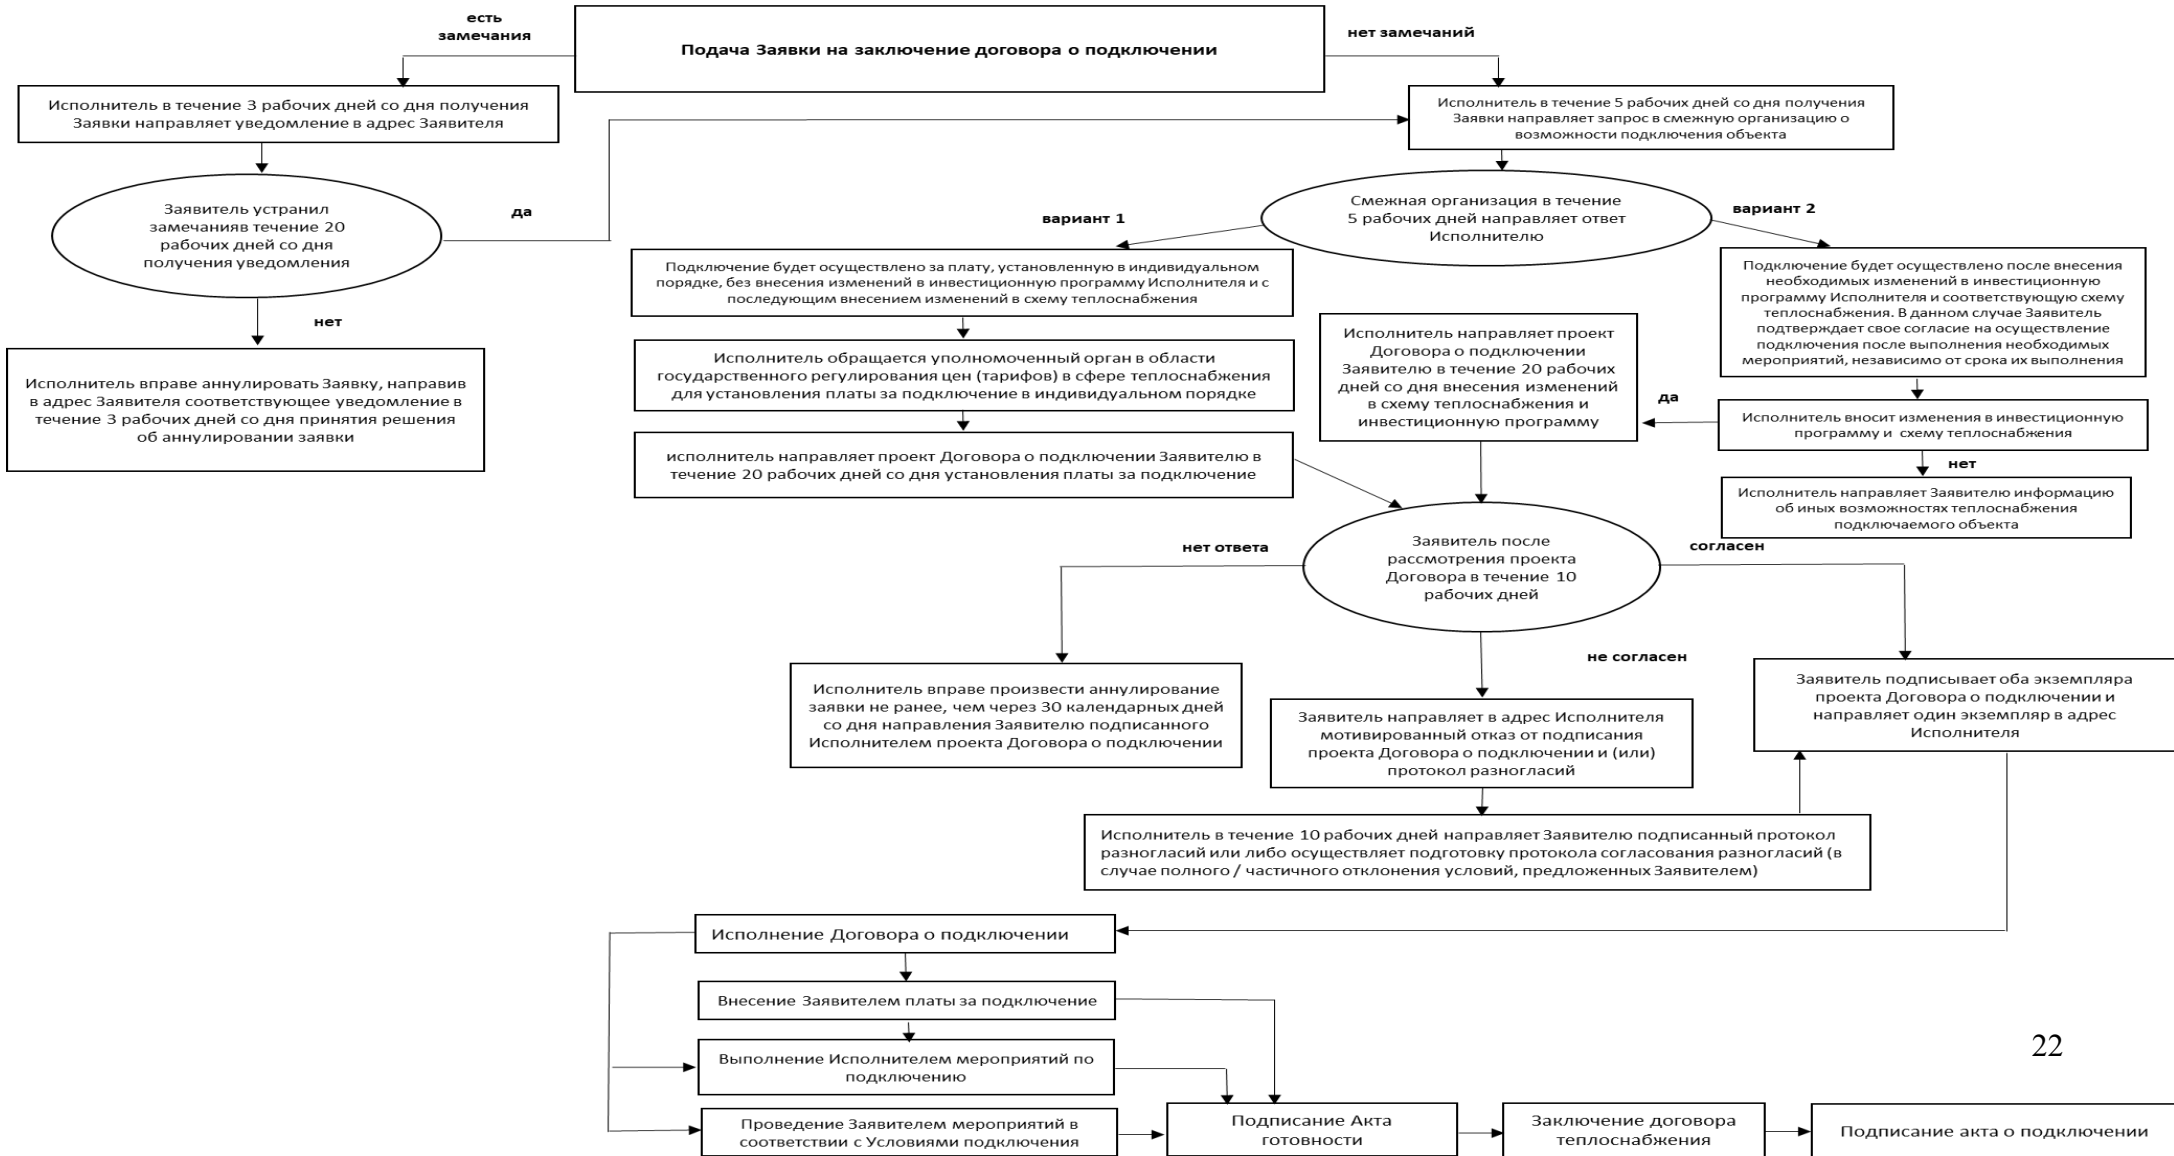 есть
замечания
Подача Заявки на заключение договора о подключении
нет замечаний
Исполнитель в течение 3 рабочих дней со дня получения
Заявки направляет уведомление в адрес Заявителя
Исполнитель в течение 5 рабочих дней со дня получения
Заявки направляет запрос в смежную организацию о
возможности подключения объекта
Заявитель устранил
замечанияв течение 20
рабочих дней со дня
получения уведомления
да
нет
Исполнитель вправе аннулировать Заявку, направив
в адрес Заявителя соответствующее уведомление в
течение 3 рабочих дней со дня принятия решения
об аннулировании заявки
Смежная организация в течение
5 рабочих дней направляет ответ
Исполнителю
вариант 1
вариант 2
Подключение будет осуществлено за плату, установленную в индивидуальном
порядке, без внесения изменений в инвестиционную программу Исполнителя и с
последующим внесением изменений в схему теплоснабжения
Исполнитель обращается уполномоченный орган в области
государственного регулирования цен (тарифов) в сфере теплоснабжения
для установления платы за подключение в индивидуальном порядке
исполнитель направляет проект Договора о подключении Заявителю в
течение 20 рабочих дней со дня установления платы за подключение
Исполнитель направляет проект
Договора о подключении
Заявителю в течение 20 рабочих
дней со дня внесения изменений
в схему теплоснабжения и
инвестиционную программу
Подключение будет осуществлено после внесения
необходимых изменений в инвестиционную
программу Исполнителя и соответствующую схему
теплоснабжения. В данном случае Заявитель
подтверждает свое согласие на осуществление
подключения после выполнения необходимых
мероприятий, независимо от срока их выполнения
да
Исполнитель вносит изменения в инвестиционную
программу и схему теплоснабжения
нет
Исполнитель направляет Заявителю информацию
об иных возможностях теплоснабжения
подключаемого объекта
Заявитель после
рассмотрения проекта
Договора в течение 10
рабочих дней
нет ответа
согласен
не согласен
Исполнитель вправе произвести аннулирование
заявки не ранее, чем через 30 календарных дней
со дня направления Заявителю подписанного
Исполнителем проекта Договора о подключении
Заявитель направляет в адрес Исполнителя
мотивированный отказ от подписания
проекта Договора о подключении и (или)
протокол разногласий
Заявитель подписывает оба экземпляра
проекта Договора о подключении и
направляет один экземпляр в адрес
Исполнителя
Исполнитель в течение 10 рабочих дней направляет Заявителю подписанный протокол
разногласий или либо осуществляет подготовку протокола согласования разногласий (в
случае полного / частичного отклонения условий, предложенных Заявителем)
Исполнение Договора о подключении
Внесение Заявителем платы за подключение
Выполнение Исполнителем мероприятий по
подключению
Проведение Заявителем мероприятий в
соответствии с Условиями подключения
Подписание Акта
готовности
Заключение договора
теплоснабжения
Подписание акта о подключении
22